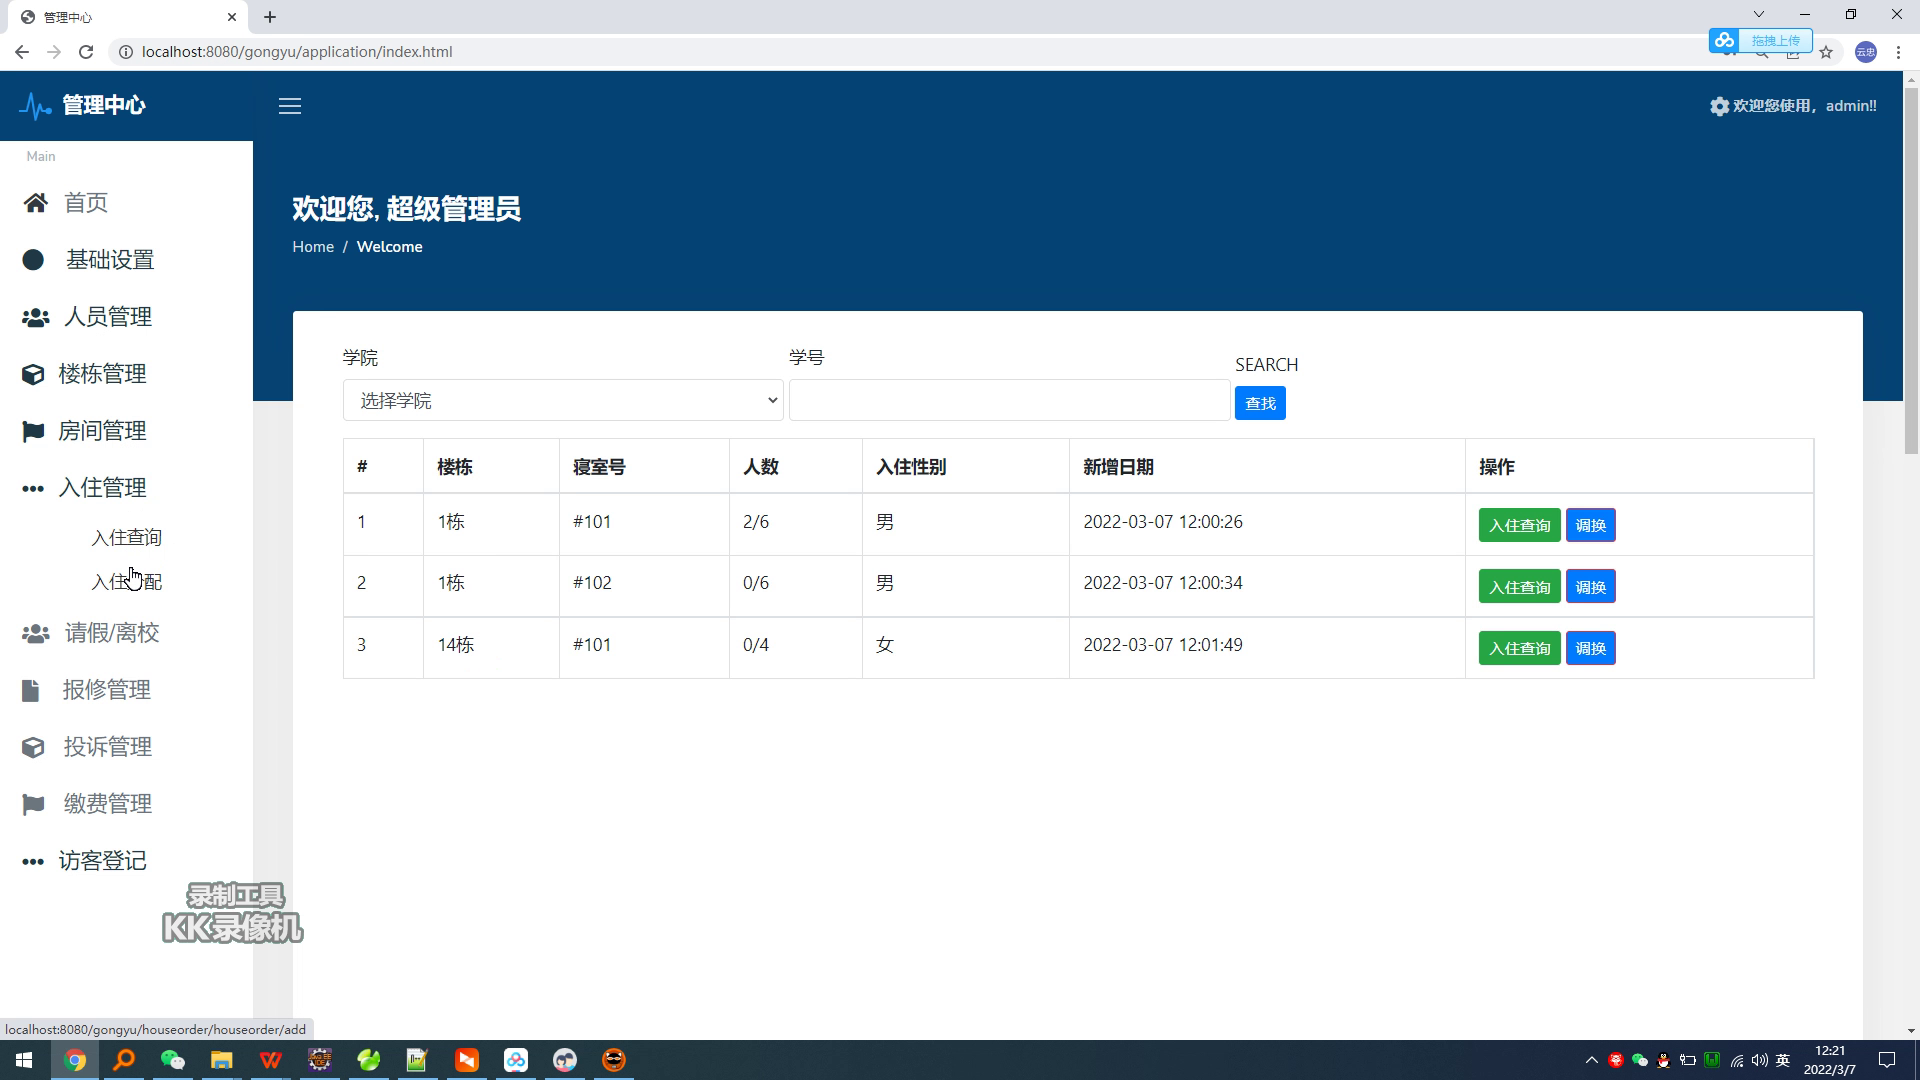 管理中心
localhost:8080/gongyu/application/index.html
拖拽上传
云忠
管理中心
欢迎您使用，admin!!
Main
首页
基础设置
人员管理
楼栋管理
房间管理
入住管理
入住查询
入住 配
请假/离校
报修管理
投诉管理
缴费管理
访客登记
欢迎您, 超级管理员
Home / Welcome
学院
学号
SEARCH
选择学院
查找
# 楼栋 寝室号 人数 入住性别 新增日期 操作
1 1栋 #101 2/6 男 2022-03-07 12:00:26 入住查询 调换
2 1栋 #102 0/6 男 2022-03-07 12:00:34 入住查询 调换
3 14栋 #101 0/4 女 2022-03-07 12:01:49 入住查询 调换
录制工具
KK录像机
localhost:8080/gongyu/houseorder/houseorder/add
英
12:21
2022/3/7